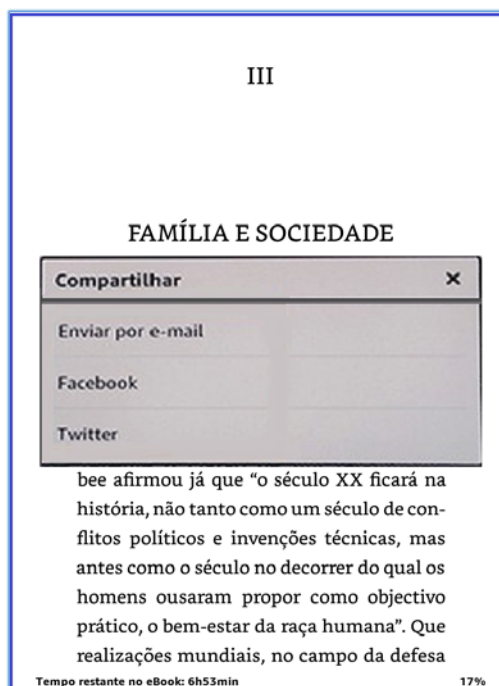 III
FAMÍLIA E SOCIEDADE
Compartilhar ×
Enviar por e-mail
Facebook
Twitter
bee afirmou já que “o século XX ficará na
história, não tanto como um século de con-
flitos políticos e invenções técnicas, mas
antes como o século no decorrer do qual os
homens ousaram propor como objectivo
prático, o bem-estar da raça humana”. Que
realizações mundiais, no campo da defesa
Tempo restante no eBook: 6h53min 17%